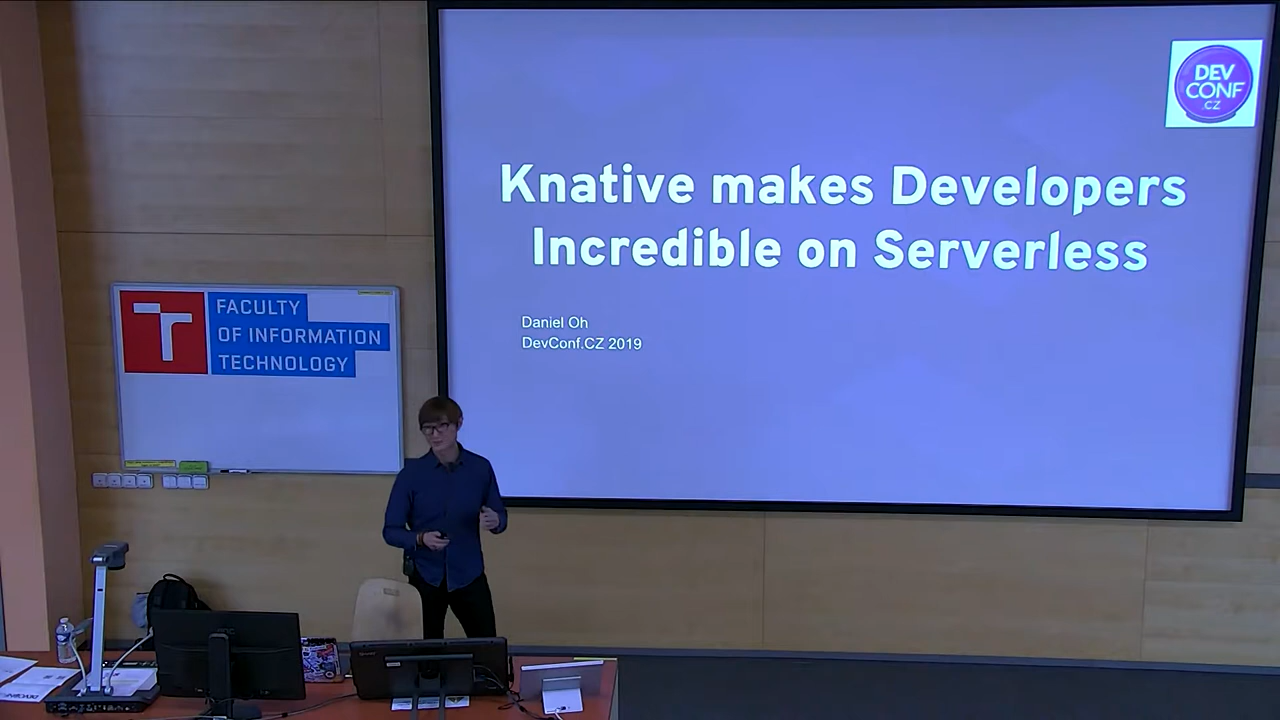 DEV
CONF
.CZ
Knative makes Developers
Incredible on Serverless
Daniel Oh
DevConf.CZ 2019
FACULTY
OF INFORMATION
TECHNOLOGY